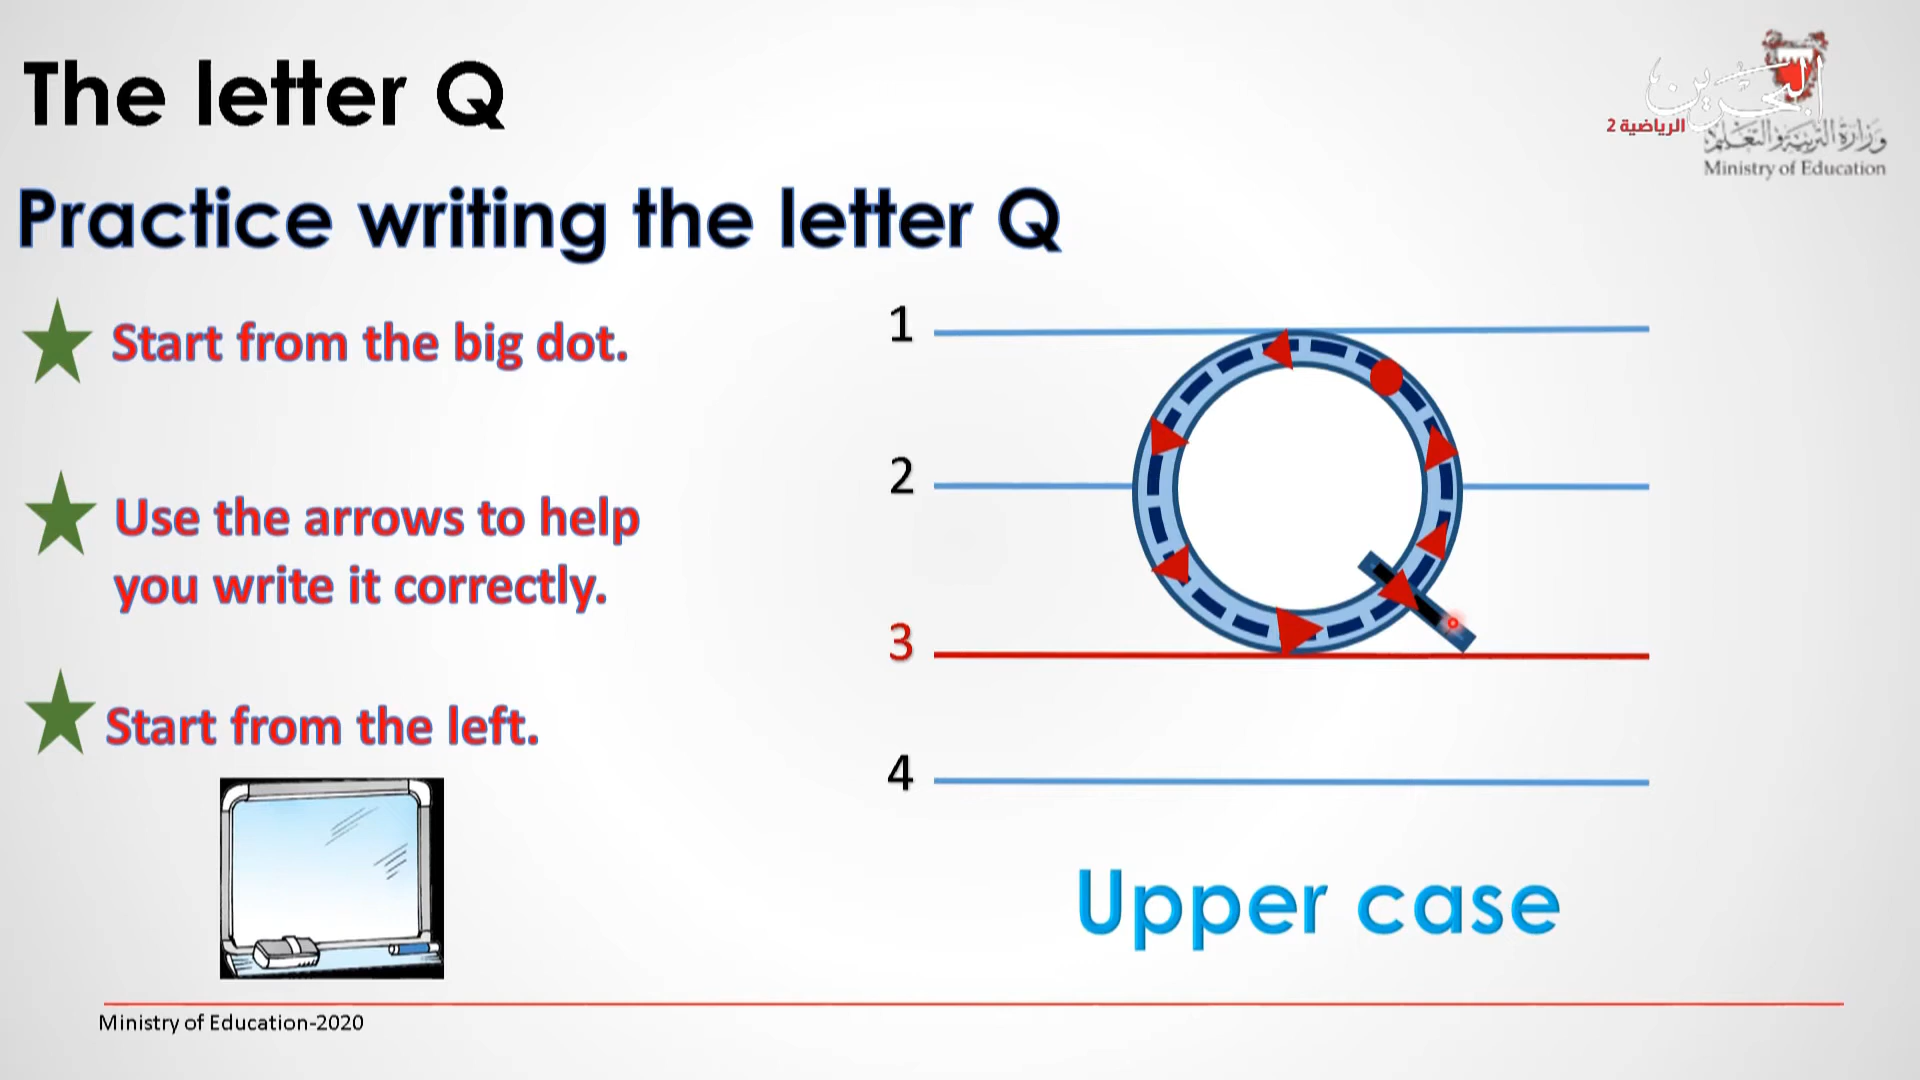 The letter Q
البحرين
الرياضية 2
وزارة التربية والتعليم
Ministry of Education
Practice writing the letter Q
Start from the big dot.
Use the arrows to help
you write it correctly.
Start from the left.
1
2
3
4
Q
Upper case
Ministry of Education-2020